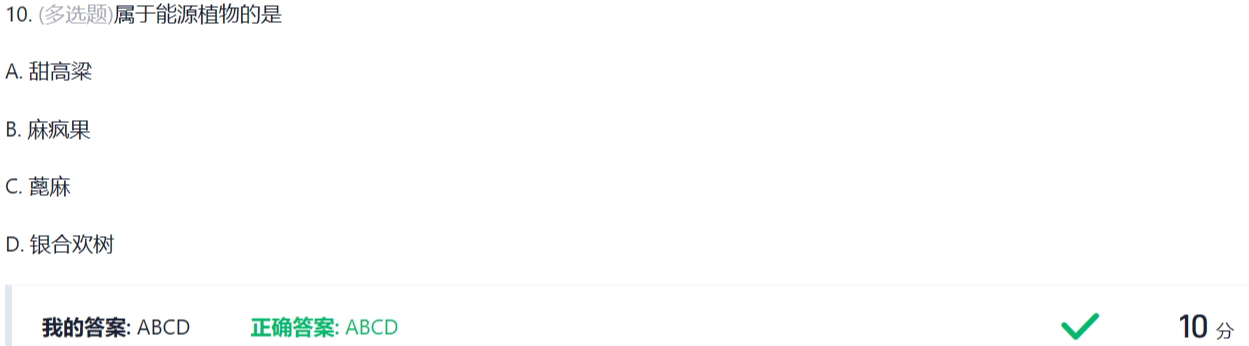 10. (多选题)属于能源植物的是
A. 甜高粱
B. 麻疯果
C. 蓖麻
D. 银合欢树
我的答案: ABCD 正确答案: ABCD 10 分